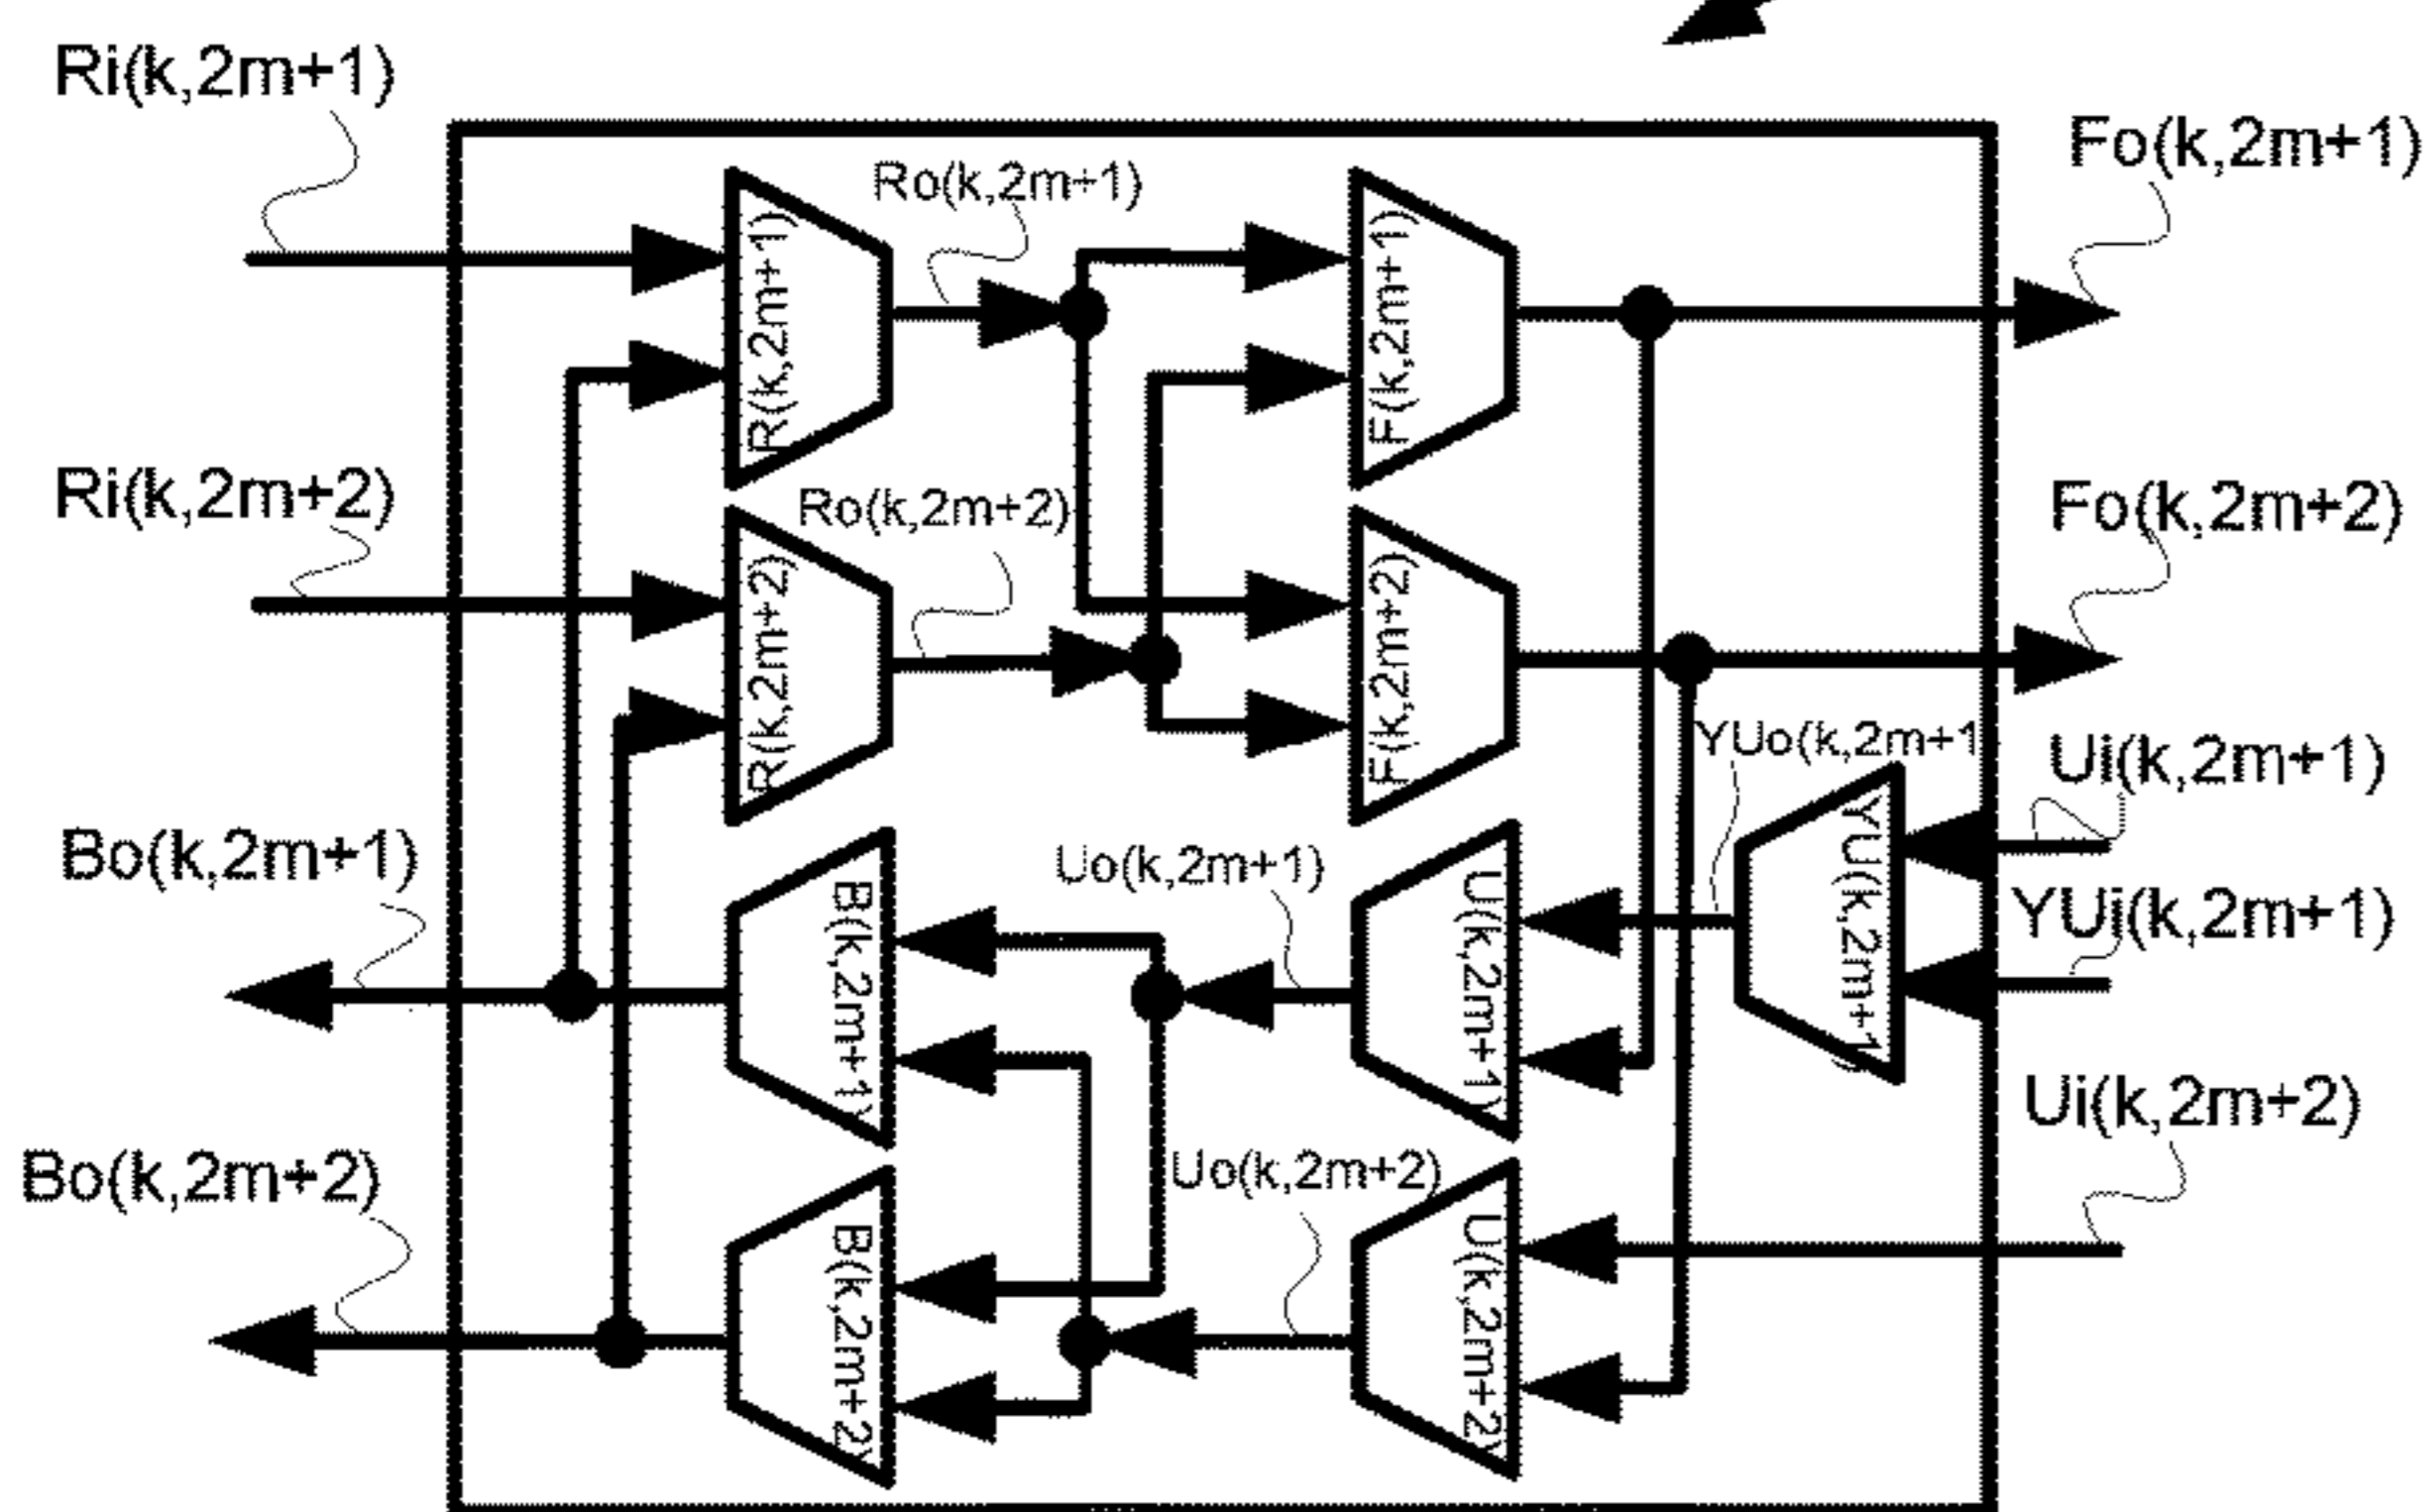 Ri(k,2m+1)
Fo(k,2m+1)
Ro(k,2m+1)
R(k,2m+1)
F(k,2m+1)
Ri(k,2m+2)
Ro(k,2m+2)
Fo(k,2m+2)
R(k,2m+2)
F(k,2m+2)
YUo(k,2m+1
Ui(k,2m+1)
YU(k,2m+1)
Bo(k,2m+1)
Uo(k,2m+1)
YUi(k,2m+1)
B(k,2m+1)
U(k,2m+1)
Ui(k,2m+2)
Bo(k,2m+2)
Uo(k,2m+2)
B(k,2m+2)
U(k,2m+2)